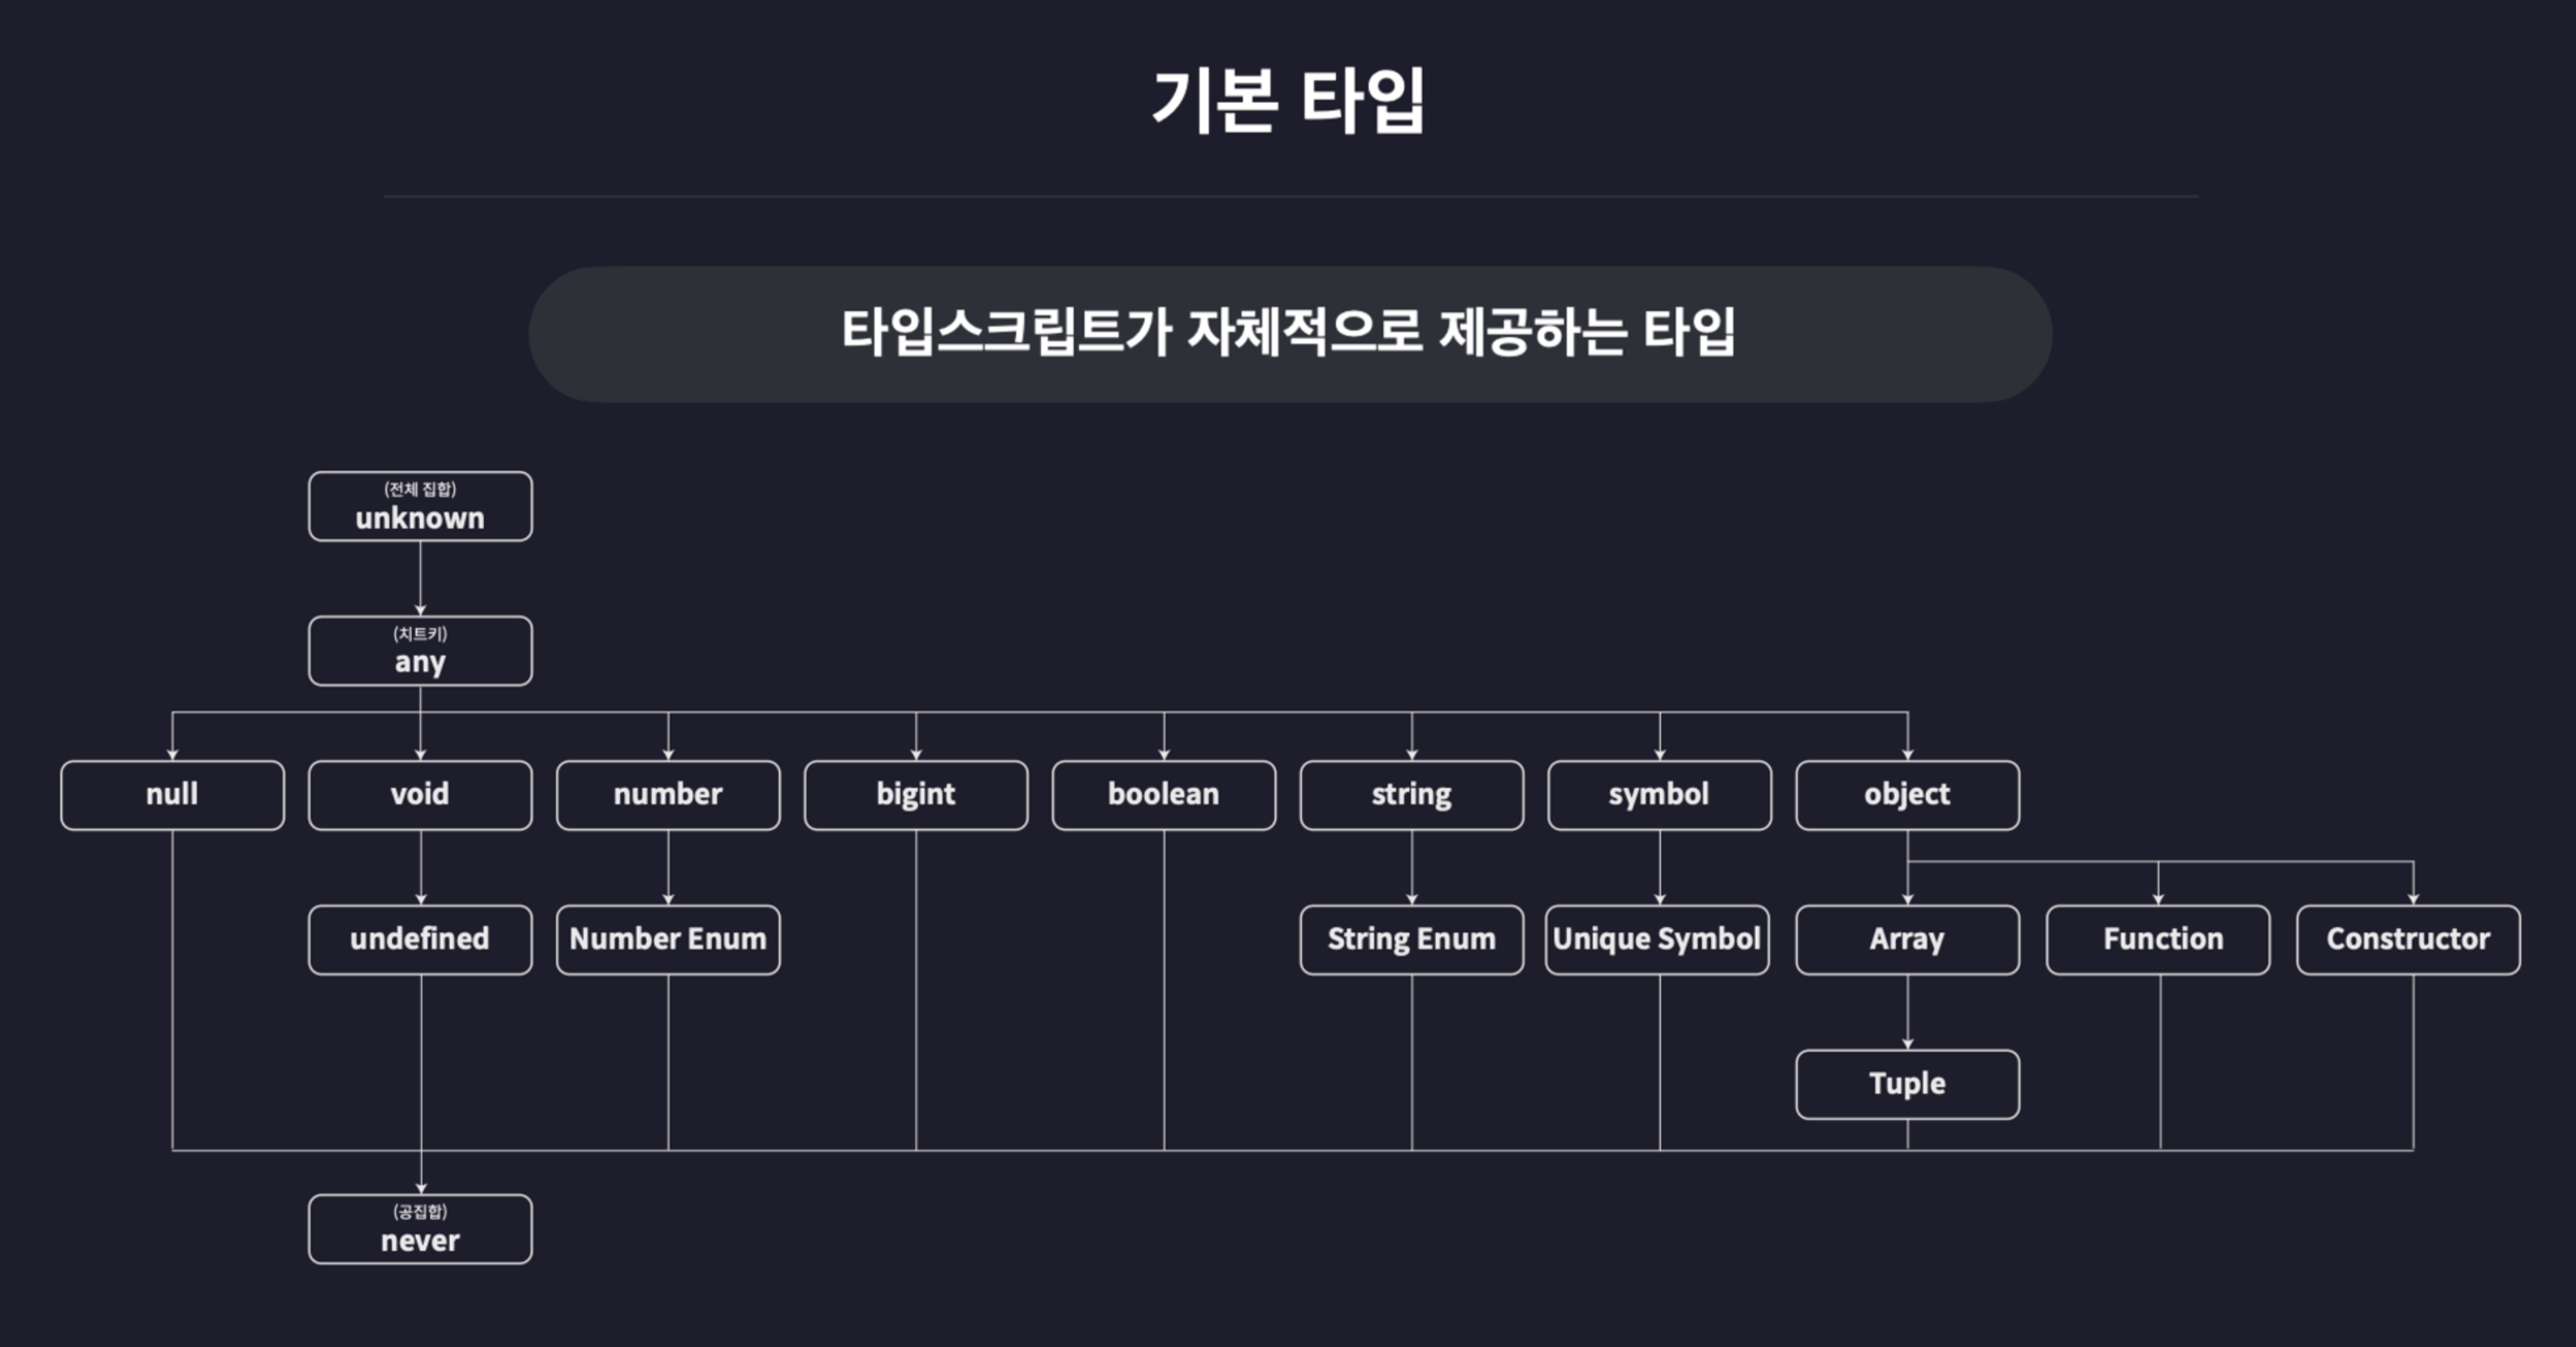 기본 타입
타입스크립트가 자체적으로 제공하는 타입
(전체 집합)
unknown
(치트키)
any
null
void
number
bigint
boolean
string
symbol
object
undefined
Number Enum
String Enum
Unique Symbol
Array
Function
Constructor
Tuple
(공집합)
never